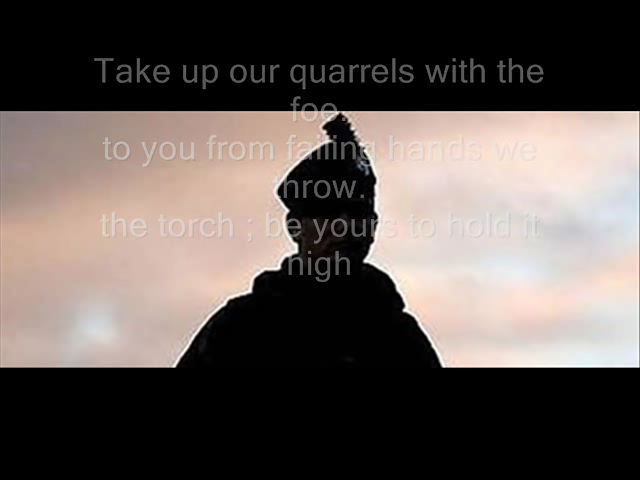 Take up our quarrels with the
foe.
to you from failing hands we
throw.
the torch ; be yours to hold it
high